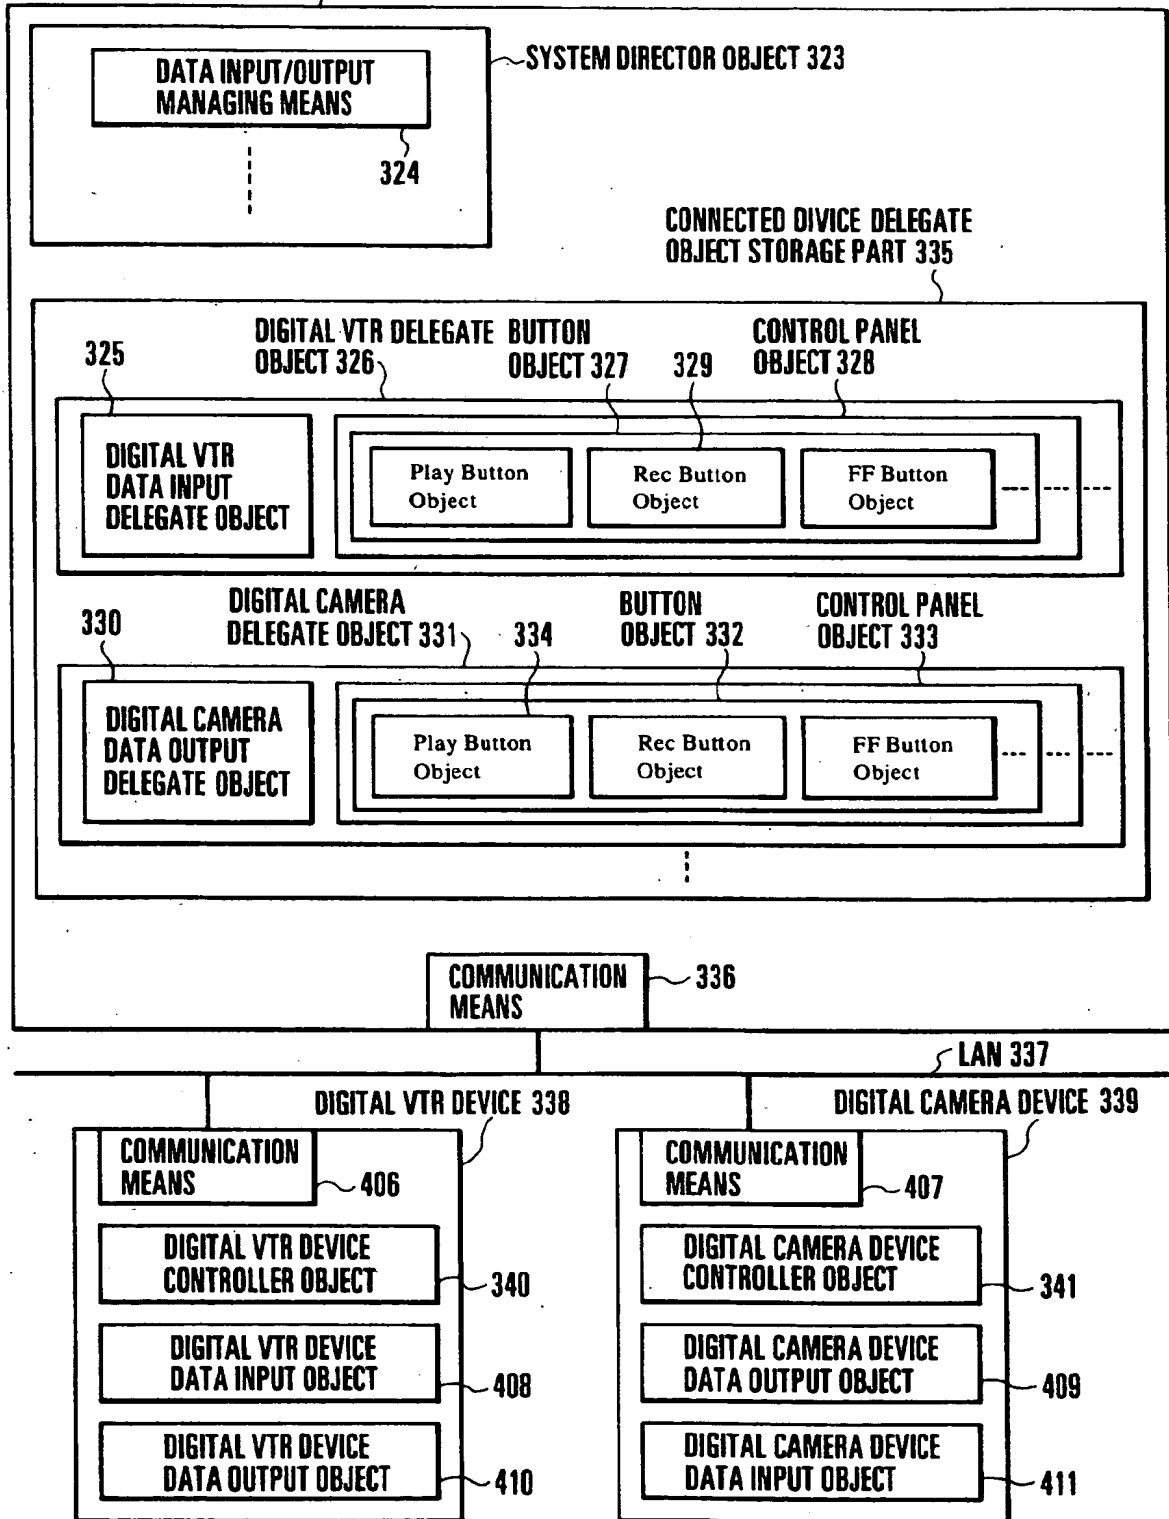 DATA INPUT/OUTPUT
MANAGING MEANS
324
SYSTEM DIRECTOR OBJECT 323
CONNECTED DIVICE DELEGATE
OBJECT STORAGE PART 335
325
DIGITAL VTR DELEGATE
OBJECT 326
BUTTON
OBJECT 327
329
CONTROL PANEL
OBJECT 328
DIGITAL VTR
DATA INPUT
DELEGATE OBJECT
Play Button
Object
Rec Button
Object
FF Button
Object
330
DIGITAL CAMERA
DELEGATE OBJECT 331
334
BUTTON
OBJECT 332
CONTROL PANEL
OBJECT 333
DIGITAL CAMERA
DATA OUTPUT
DELEGATE OBJECT
Play Button
Object
Rec Button
Object
FF Button
Object
COMMUNICATION
MEANS
336
LAN 337
DIGITAL VTR DEVICE 338
COMMUNICATION
MEANS
406
DIGITAL VTR DEVICE
CONTROLLER OBJECT
340
DIGITAL VTR DEVICE
DATA INPUT OBJECT
408
DIGITAL VTR DEVICE
DATA OUTPUT OBJECT
410
DIGITAL CAMERA DEVICE 339
COMMUNICATION
MEANS
407
DIGITAL CAMERA DEVICE
CONTROLLER OBJECT
341
DIGITAL CAMERA DEVICE
DATA OUTPUT OBJECT
409
DIGITAL CAMERA DEVICE
DATA INPUT OBJECT
411